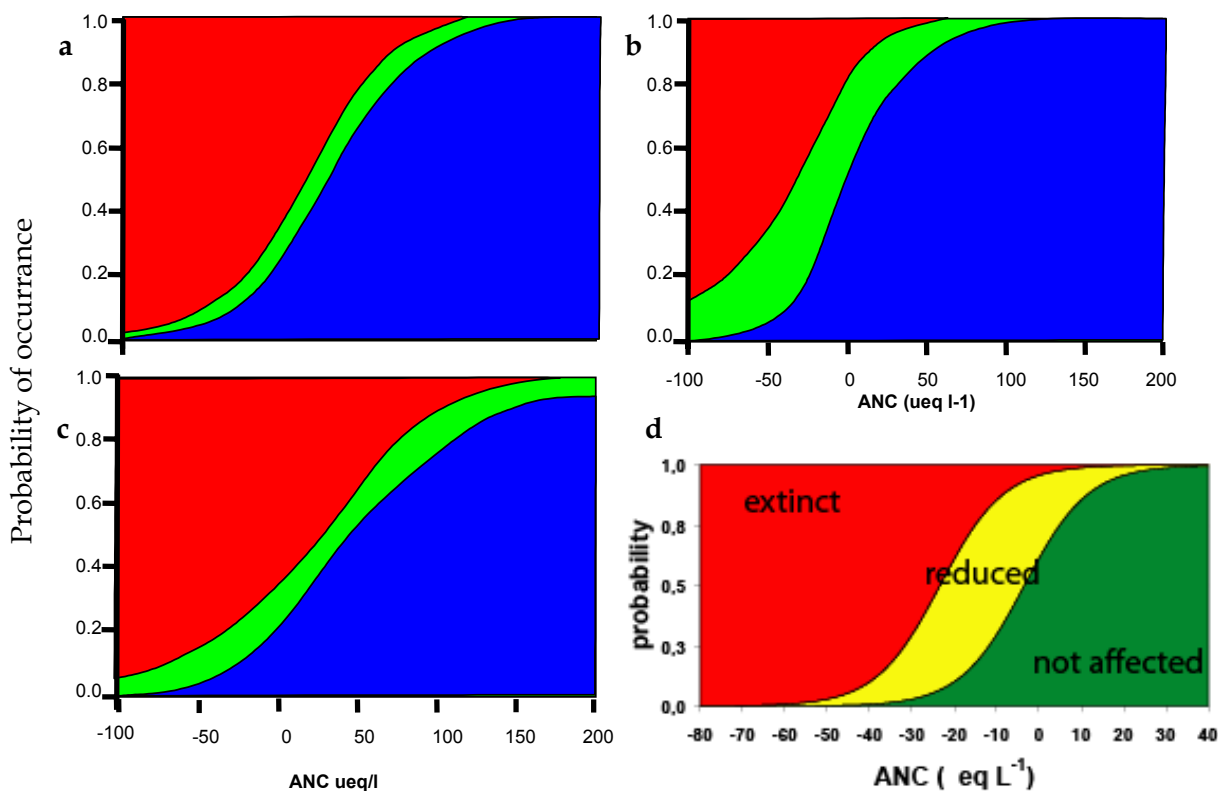 Probability of occurrance
a
1.0
0.8
0.6
0.4
0.2
0.0
b
1.0
0.8
0.6
0.4
0.2
0.0
-100 -50 0 50 100 150 200
ANC (ueq l-1)
c
1.0
0.8
0.6
0.4
0.2
0.0
-100 -50 0 50 100 150 200
ANC ueq/l
d
probability
1,0
0,8
0,5
0,3
0,0
extinct
reduced
not affected
-80 -70 -60 -50 -40 -30 -20 -10 0 10 20 30 40
ANC ( eq L-1)